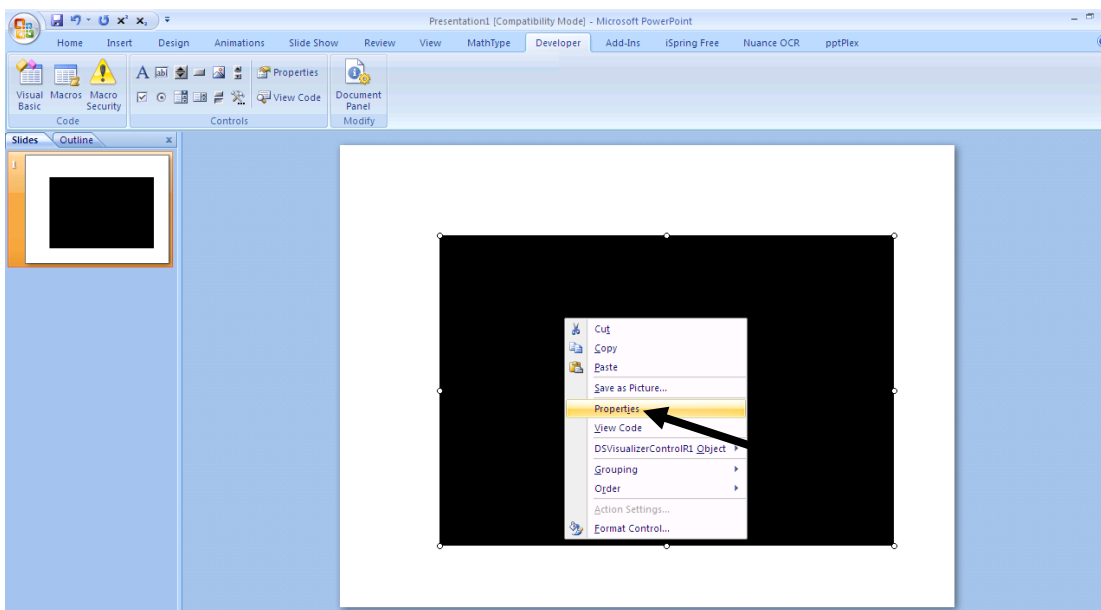 Presentation1 [Compatibility Mode] - Microsoft PowerPoint
Home Insert Design Animations Slide Show Review View MathType Developer Add-Ins iSpring Free Nuance OCR pptPlex
Visual Basic
Macros
Macro Security
Code
Properties
View Code
Controls
Document Panel
Modify
Slides Outline x
1
Cut
Copy
Paste
Save as Picture...
Properties
View Code
DSVisualizerControlR1 Object
Grouping
Order
Action Settings...
Format Control...